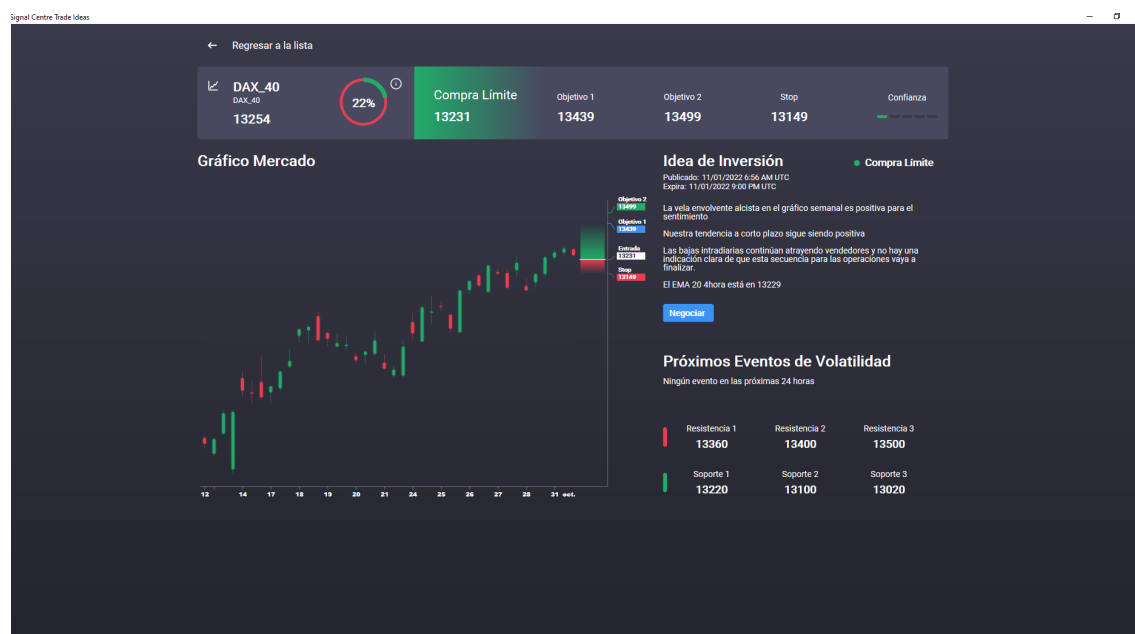 Signal Centre Trade Ideas
Regresar a la lista
DAX_40
DAX_40
13254
22%
Compra Límite
13231
Objetivo 1
13439
Objetivo 2
13499
Stop
13149
Confianza
Gráfico Mercado
Objetivo 2
13499
Objetivo 1
13439
Entrada
13231
Stop
13149
12 14 17 18 19 20 21 24 25 26 27 28 31 oct.
Idea de Inversión
Compra Límite
Publicado: 11/01/2022 6:56 AM UTC
Expira: 11/01/2022 9:00 PM UTC
La vela envolvente alcista en el gráfico semanal es positiva para el
sentimiento
Nuestra tendencia a corto plazo sigue siendo positiva
Las bajas intradiarias continúan atrayendo vendedores y no hay una
indicación clara de que esta secuencia para las operaciones vaya a
finalizar.
El EMA 20 4hora está en 13229
Negociar
Próximos Eventos de Volatilidad
Ningún evento en las próximas 24 horas
Resistencia 1 Resistencia 2 Resistencia 3
13360 13400 13500
Soporte 1 Soporte 2 Soporte 3
13220 13100 13020